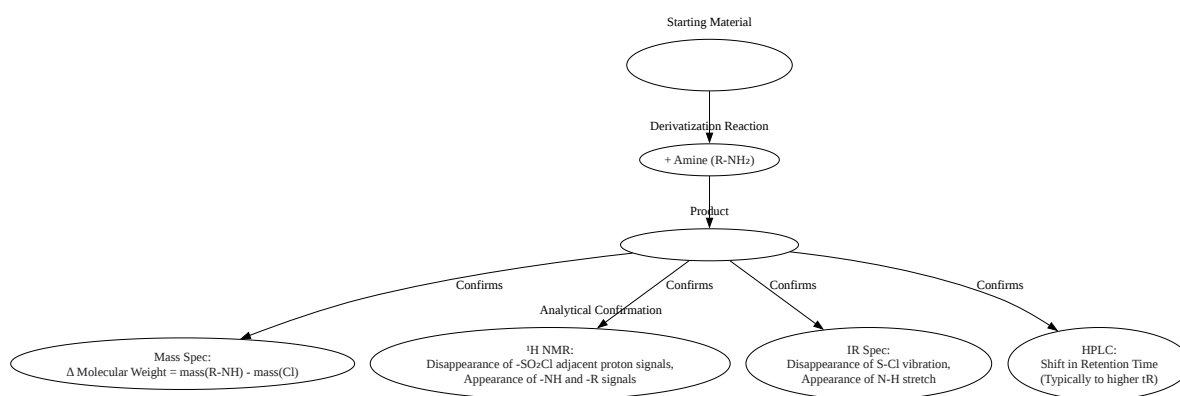 Starting Material
Derivatization Reaction
+ Amine (R-NH₂)
Product
Confirms
Confirms
Confirms
Confirms
Analytical Confirmation
Mass Spec:
Δ Molecular Weight = mass(R-NH) - mass(Cl)
¹H NMR:
Disappearance of -SO₂Cl adjacent proton signals,
Appearance of -NH and -R signals
IR Spec:
Disappearance of S-Cl vibration,
Appearance of N-H stretch
HPLC:
Shift in Retention Time
(Typically to higher tR)